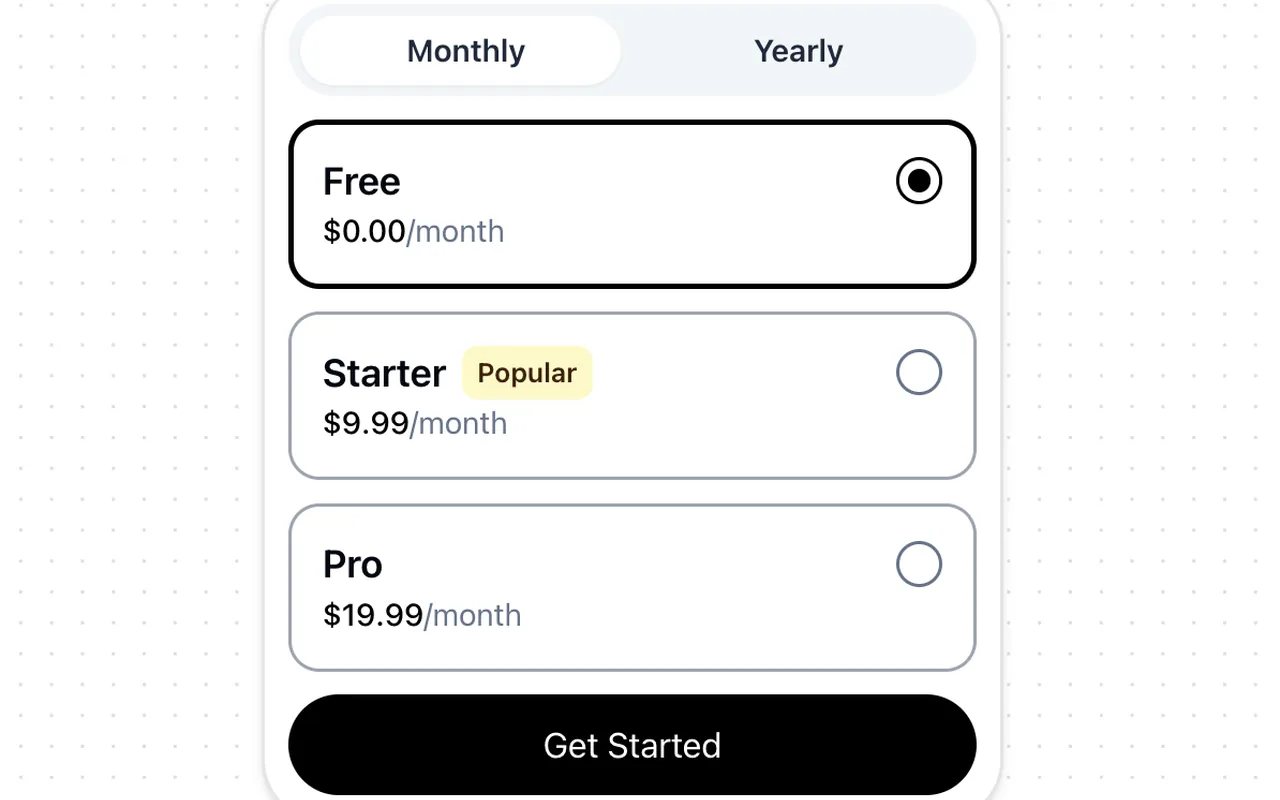 Monthly Yearly
Free
$0.00/month
Starter Popular
$9.99/month
Pro
$19.99/month
Get Started